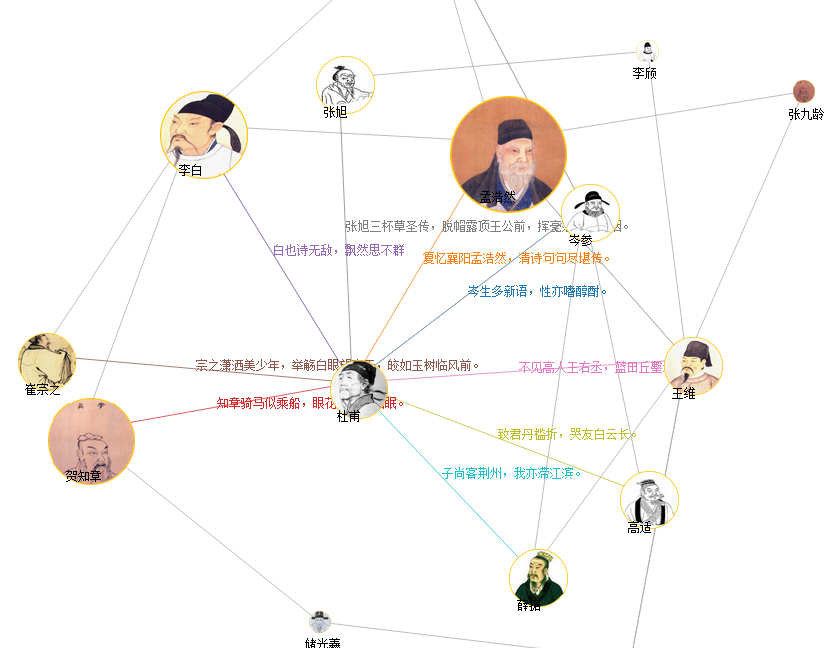 李颀
张旭
张九龄
李白
孟浩然
张旭三杯草圣传，脱帽露顶王公前，挥毫
岑参
白也诗无敌，飘然思不群
夏忆襄阳孟浩然，清诗句句尽堪传。
岑生多新语，性亦嗜醇酎。
宗之潇洒美少年，举觞白眼望青天，皎如玉树临风前。
不见高人王右丞，蓝田丘壑
崔宗之
王维
知章骑马似乘船，眼花
眠。
杜甫
致君丹槛折，哭友白云长。
贺知章
子尚客荆州，我亦滞江滨。
高适
薛据
储光羲